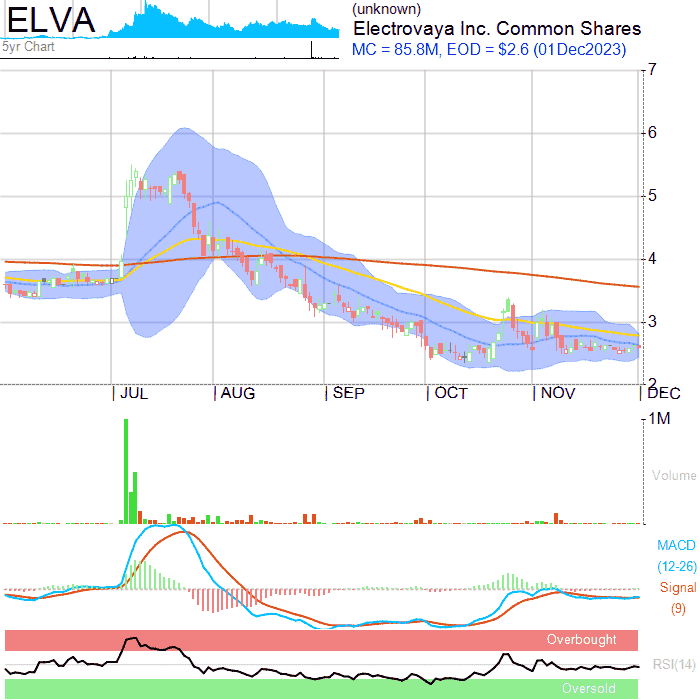 ELVA
5yr Chart
(unknown)
Electrovaya Inc. Common Shares
MC = 85.8M, EOD = $2.6 (01Dec2023)
7
6
5
4
3
2
JUL
AUG
SEP
OCT
NOV
DEC
1M
Volume
MACD
(12-26)
Signal
(9)
Overbought
RSI(14)
Oversold